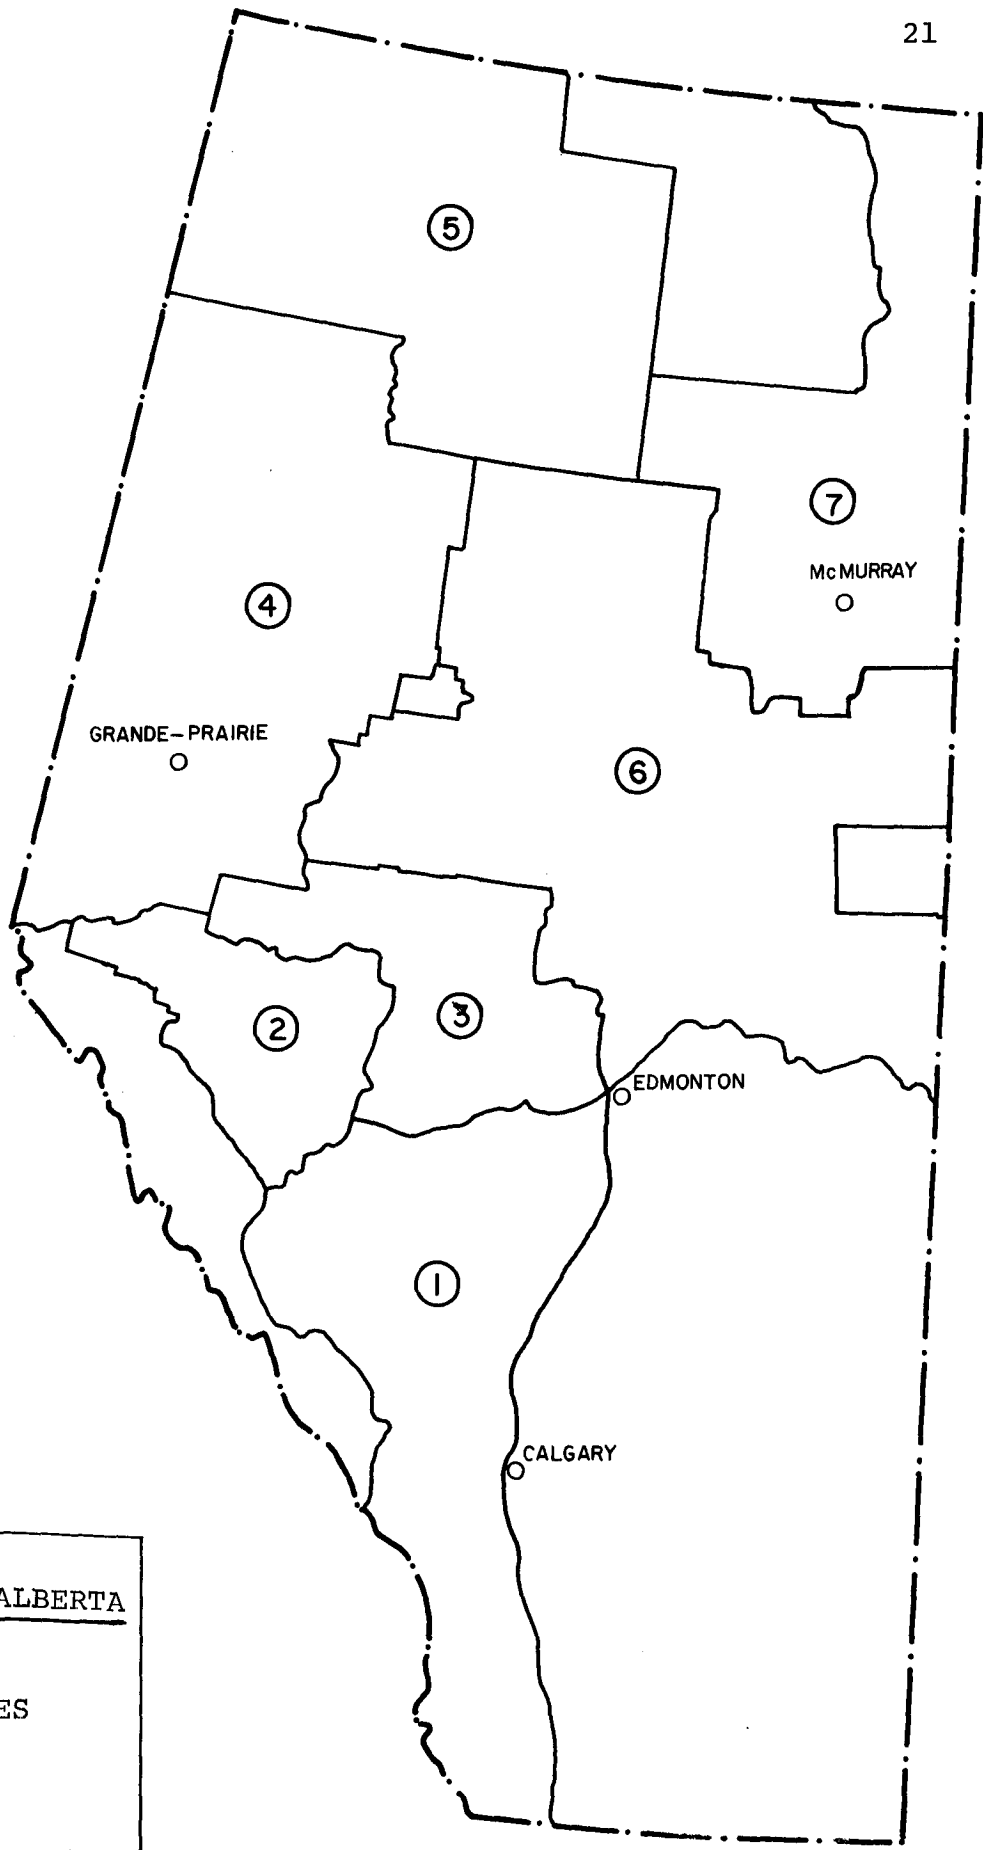 21
5
7
McMURRAY
4
GRANDE-PRAIRIE
6
2
3
EDMONTON
1
CALGARY
ALBERTA
ES